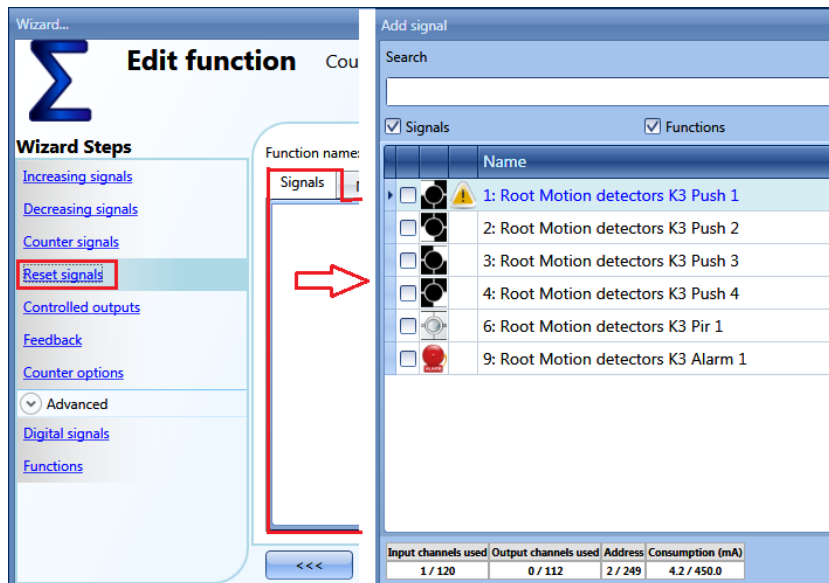 Wizard...
Edit function Cou
Wizard Steps
Increasing signals
Decreasing signals
Counter signals
Reset signals
Controlled outputs
Feedback
Counter options
Advanced
Digital signals
Functions
Function name:
Signals
<<<
Add signal
Search
Signals Functions
Name
1: Root Motion detectors K3 Push 1
2: Root Motion detectors K3 Push 2
3: Root Motion detectors K3 Push 3
4: Root Motion detectors K3 Push 4
6: Root Motion detectors K3 Pir 1
9: Root Motion detectors K3 Alarm 1
Input channels used Output channels used Address Consumption (mA)
1 / 120 0 / 112 2 / 249 4.2 / 450.0